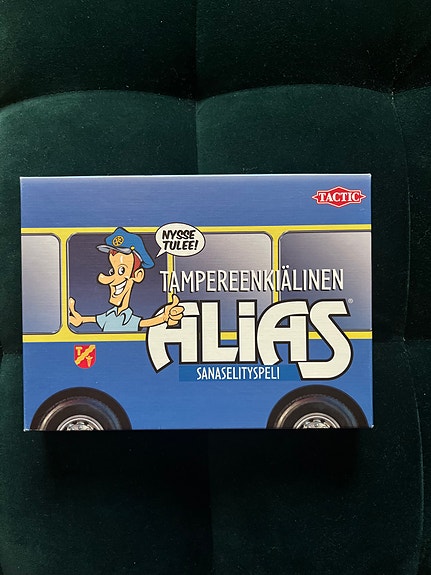 TACTIC
NYSSE
TULEE!
TAMPEREENKIÄLINEN
ALIAS®
SANASELITYSPELI